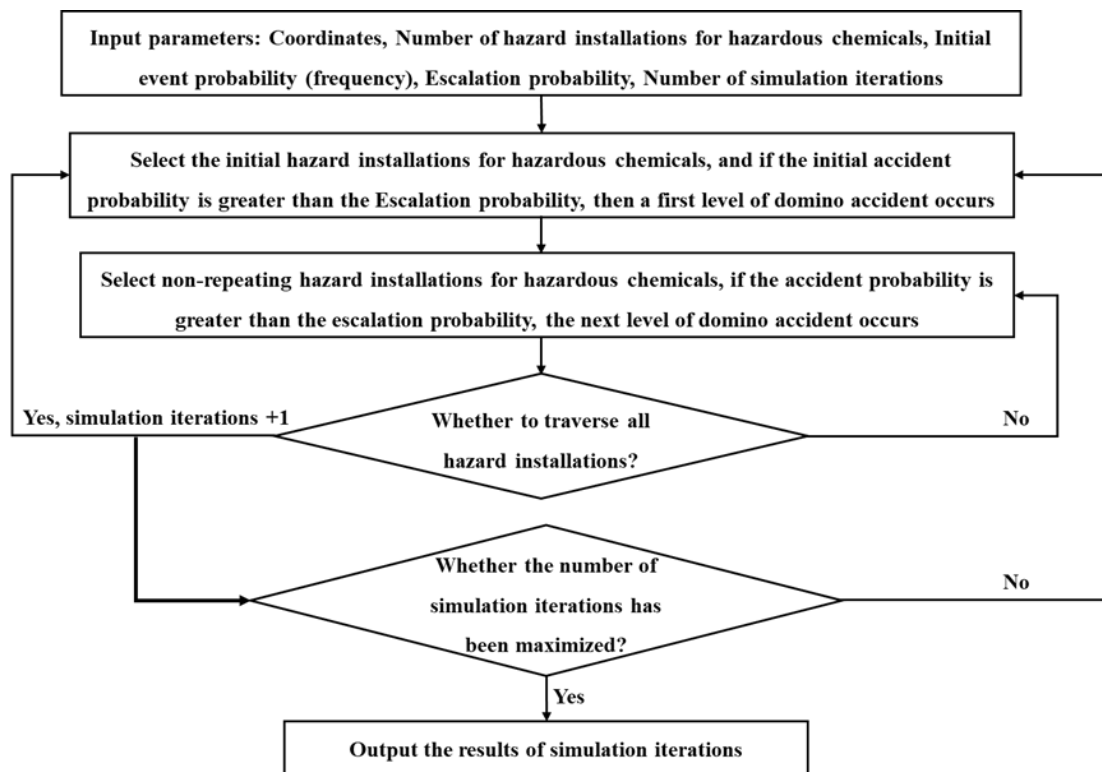 Input parameters: Coordinates, Number of hazard installations for hazardous chemicals, Initial
event probability (frequency), Escalation probability, Number of simulation iterations
Select the initial hazard installations for hazardous chemicals, and if the initial accident
probability is greater than the Escalation probability, then a first level of domino accident occurs
Select non-repeating hazard installations for hazardous chemicals, if the accident probability is
greater than the escalation probability, the next level of domino accident occurs
Yes, simulation iterations +1
Whether to traverse all
hazard installations?
No
Whether the number of
simulation iterations has
been maximized?
No
Yes
Output the results of simulation iterations